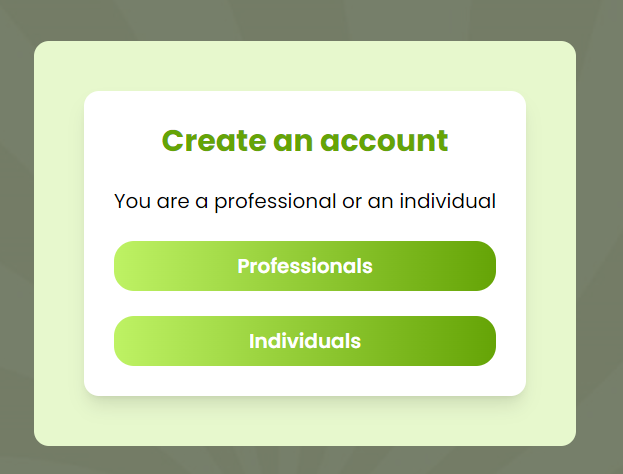 Create an account
You are a professional or an individual
Professionals
Individuals